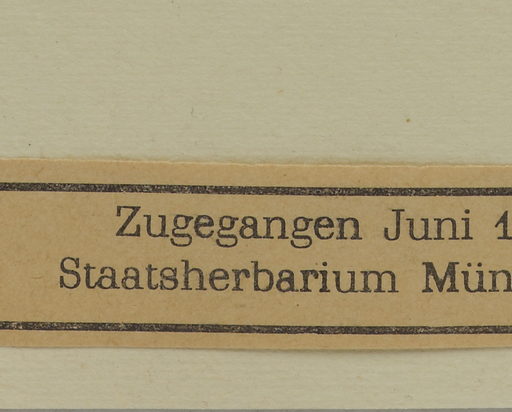 Zugegangen Juni 1
Staatsherbarium Mün